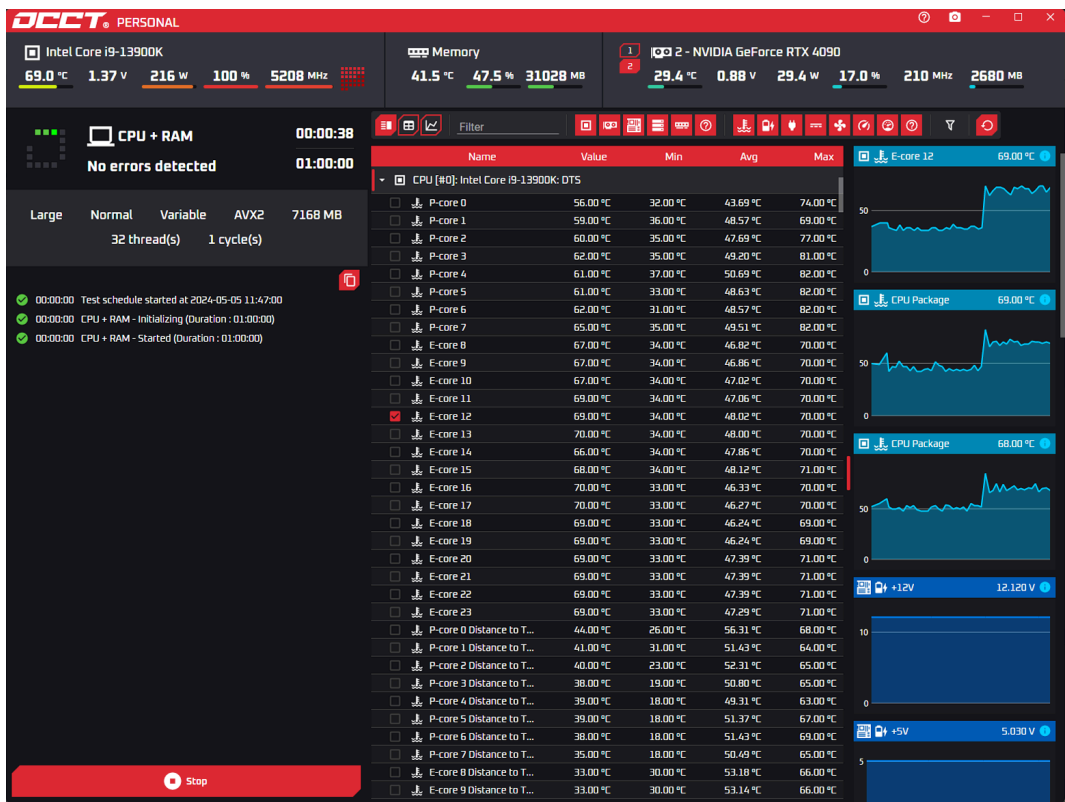 OCCT® PERSONAL
Intel Core i9-13900K
69.0 °C 1.37 V 216 W 100 % 5208 MHz
Memory
41.5 °C 47.5 % 31028 MB
1
2
2 - NVIDIA GeForce RTX 4090
29.4 °C 0.88 V 29.4 W 17.0 % 210 MHz 2680 MB
CPU + RAM 00:00:38
No errors detected 01:00:00
Large Normal Variable AVX2 7168 MB
32 thread(s) 1 cycle(s)
00:00:00 Test schedule started at 2024-05-05 11:47:00
00:00:00 CPU + RAM - Initializing (Duration : 01:00:00)
00:00:00 CPU + RAM - Started (Duration : 01:00:00)
Stop
Filter
Name Value Min Avg Max
CPU [#0]: Intel Core i9-13900K: DTS
P-core 0 56.00 °C 32.00 °C 43.69 °C 74.00 °C
P-core 1 59.00 °C 36.00 °C 48.57 °C 69.00 °C
P-core 2 60.00 °C 35.00 °C 47.69 °C 77.00 °C
P-core 3 62.00 °C 35.00 °C 49.20 °C 81.00 °C
P-core 4 61.00 °C 37.00 °C 50.69 °C 82.00 °C
P-core 5 61.00 °C 33.00 °C 48.63 °C 82.00 °C
P-core 6 62.00 °C 31.00 °C 48.57 °C 82.00 °C
P-core 7 65.00 °C 35.00 °C 49.51 °C 82.00 °C
E-core 8 67.00 °C 34.00 °C 46.82 °C 70.00 °C
E-core 9 67.00 °C 34.00 °C 46.86 °C 70.00 °C
E-core 10 67.00 °C 34.00 °C 47.02 °C 70.00 °C
E-core 11 69.00 °C 34.00 °C 47.06 °C 70.00 °C
E-core 12 69.00 °C 34.00 °C 48.02 °C 70.00 °C
E-core 13 70.00 °C 34.00 °C 48.00 °C 70.00 °C
E-core 14 66.00 °C 34.00 °C 47.86 °C 70.00 °C
E-core 15 68.00 °C 34.00 °C 48.12 °C 71.00 °C
E-core 16 70.00 °C 33.00 °C 46.33 °C 70.00 °C
E-core 17 70.00 °C 33.00 °C 46.27 °C 70.00 °C
E-core 18 69.00 °C 33.00 °C 46.24 °C 69.00 °C
E-core 19 69.00 °C 33.00 °C 46.24 °C 69.00 °C
E-core 20 69.00 °C 33.00 °C 47.39 °C 71.00 °C
E-core 21 69.00 °C 33.00 °C 47.39 °C 71.00 °C
E-core 22 69.00 °C 33.00 °C 47.39 °C 71.00 °C
E-core 23 69.00 °C 33.00 °C 47.29 °C 71.00 °C
P-core 0 Distance to T... 44.00 °C 26.00 °C 56.31 °C 68.00 °C
P-core 1 Distance to T... 41.00 °C 31.00 °C 51.43 °C 64.00 °C
P-core 2 Distance to T... 40.00 °C 23.00 °C 52.31 °C 65.00 °C
P-core 3 Distance to T... 38.00 °C 19.00 °C 50.80 °C 65.00 °C
P-core 4 Distance to T... 39.00 °C 18.00 °C 49.31 °C 63.00 °C
P-core 5 Distance to T... 39.00 °C 18.00 °C 51.37 °C 67.00 °C
P-core 6 Distance to T... 38.00 °C 18.00 °C 51.43 °C 69.00 °C
P-core 7 Distance to T... 35.00 °C 18.00 °C 50.49 °C 65.00 °C
E-core 8 Distance to T... 33.00 °C 30.00 °C 53.18 °C 66.00 °C
E-core 9 Distance to T... 33.00 °C 30.00 °C 53.14 °C 66.00 °C
E-core 12 69.00 °C
50
0
CPU Package 69.00 °C
50
0
CPU Package 68.00 °C
50
0
+12V 12.120 V
10
0
+5V 5.030 V
5